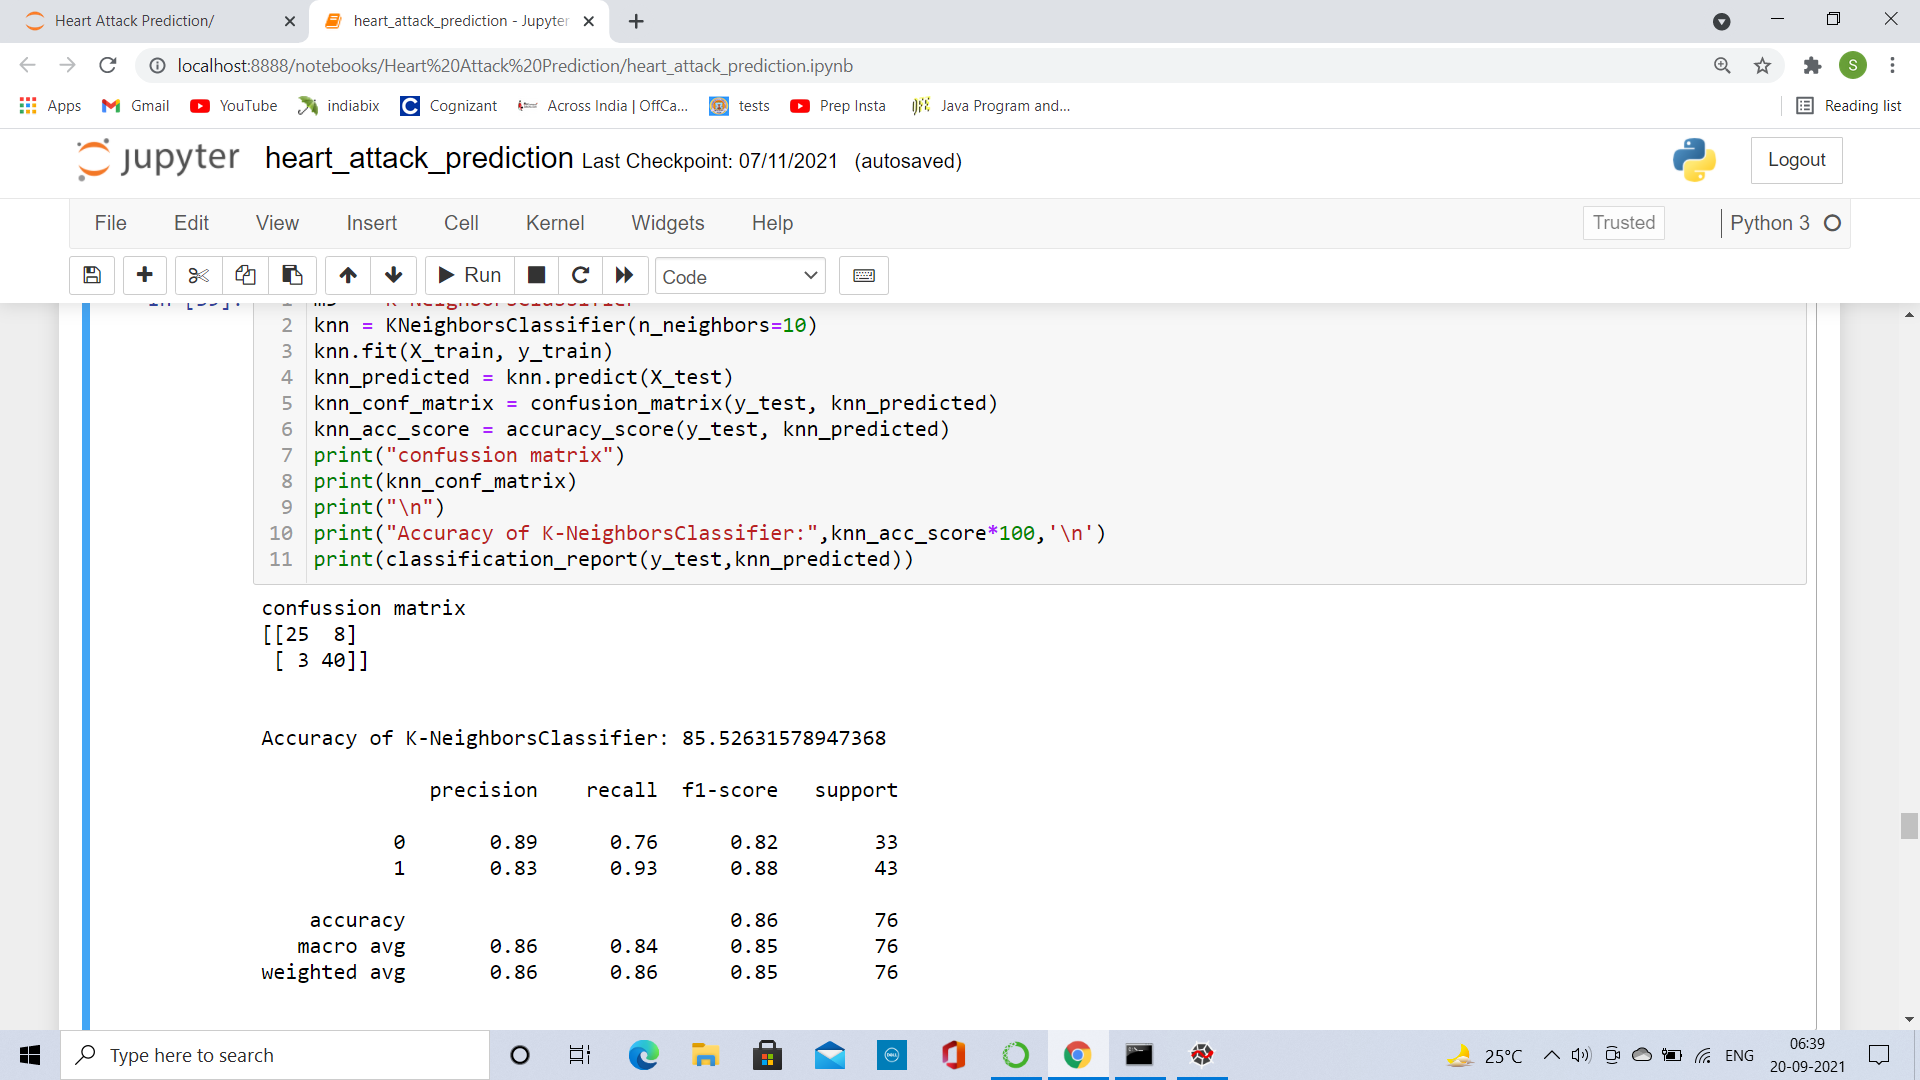 Heart Attack Prediction/
heart_attack_prediction - Jupyter
localhost:8888/notebooks/Heart%20Attack%20Prediction/heart_attack_prediction.ipynb
S
Apps
Gmail
YouTube
indiabix
Cognizant
Across India | OffCa...
tests
Prep Insta
Java Program and...
Reading list
jupyter
heart_attack_prediction Last Checkpoint: 07/11/2021 (autosaved)
Logout
File Edit View Insert Cell Kernel Widgets Help
Trusted
Python 3
Run
Code
2 knn = KNeighborsClassifier(n_neighbors=10)
3 knn.fit(X_train, y_train)
4 knn_predicted = knn.predict(X_test)
5 knn_conf_matrix = confusion_matrix(y_test, knn_predicted)
6 knn_acc_score = accuracy_score(y_test, knn_predicted)
7 print("confussion matrix")
8 print(knn_conf_matrix)
9 print("\n")
10 print("Accuracy of K-NeighborsClassifier:",knn_acc_score*100,'\n')
11 print(classification_report(y_test,knn_predicted))
confussion matrix
[[25  8]
 [ 3 40]]
Accuracy of K-NeighborsClassifier: 85.52631578947368
precision recall f1-score support
0 0.89 0.76 0.82 33
1 0.83 0.93 0.88 43
accuracy 0.86 76
macro avg 0.86 0.84 0.85 76
weighted avg 0.86 0.86 0.85 76
Type here to search
25°C
ENG
06:39
20-09-2021